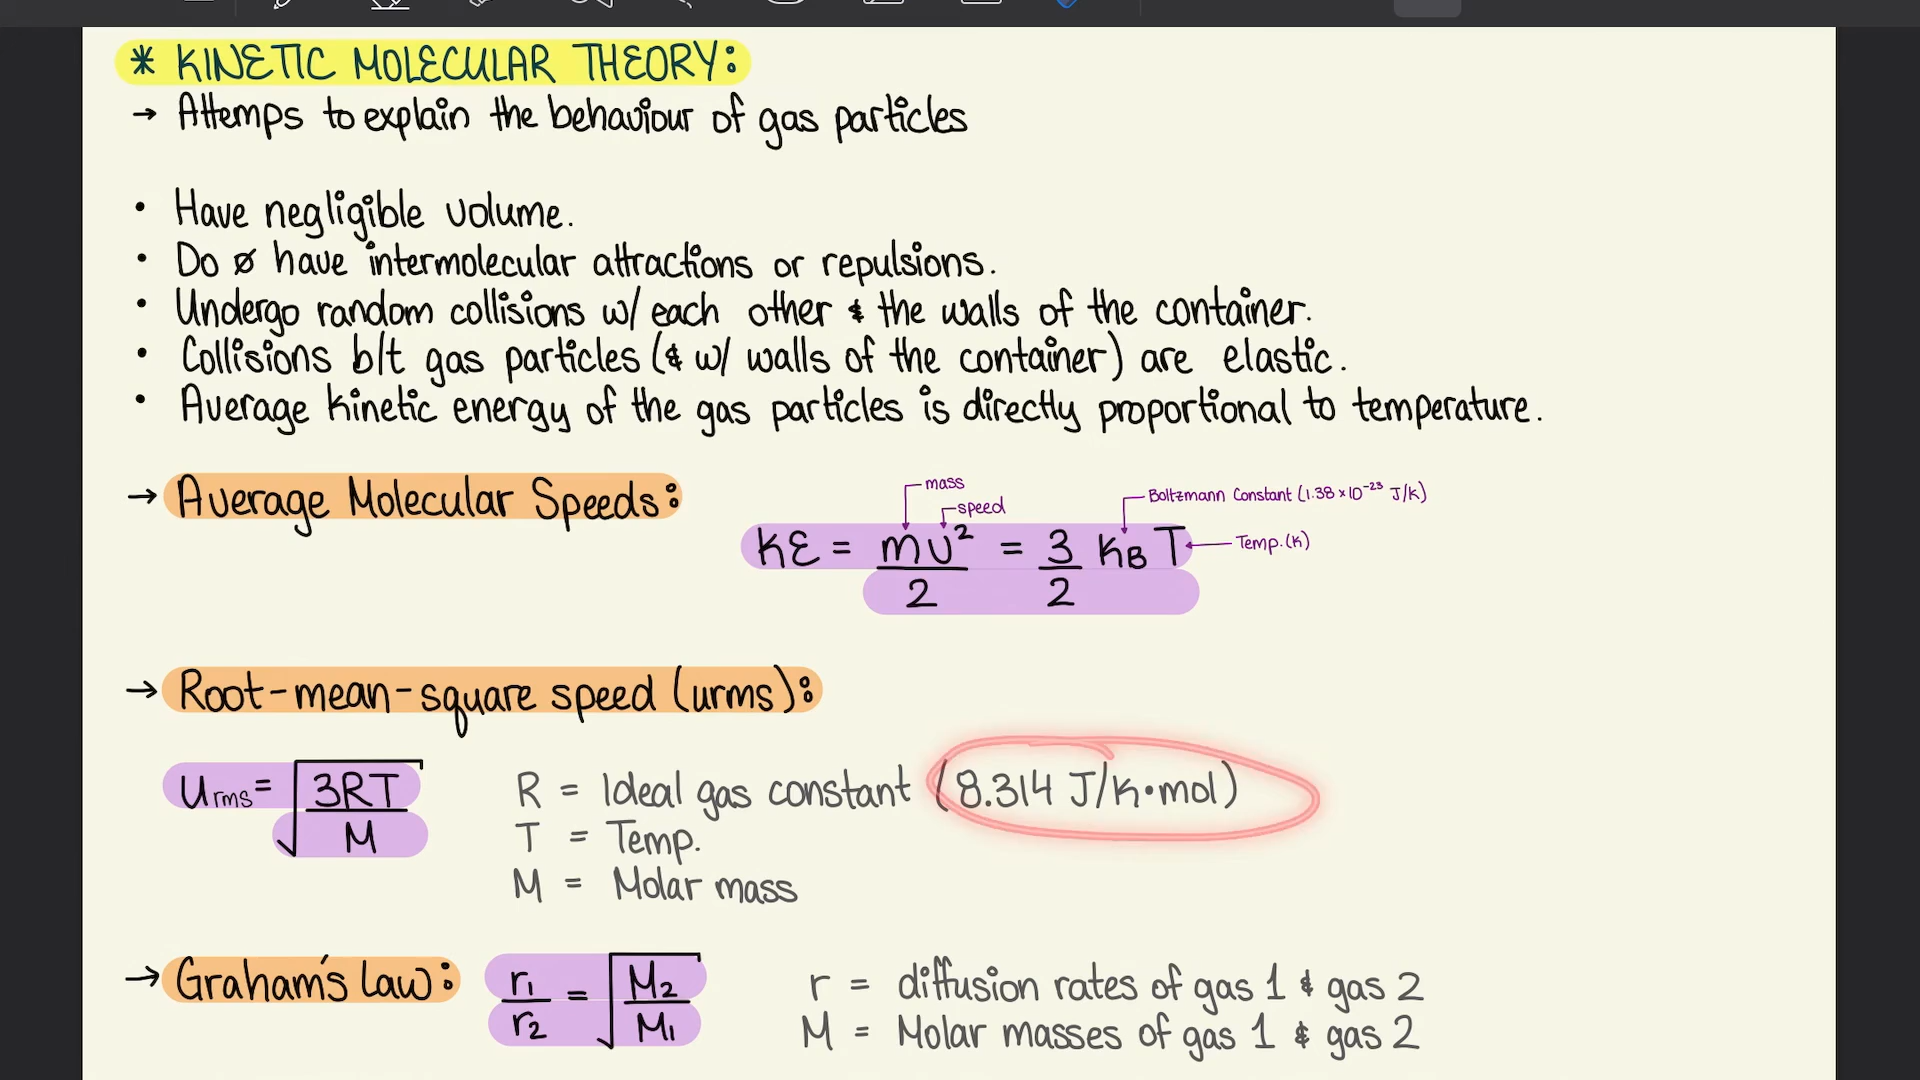 * KINETIC MOLECULAR THEORY:
→ Attemps to explain the behaviour of gas particles
• Have negligible volume.
• Do ∅ have intermolecular attractions or repulsions.
• Undergo random collisions w/ each other & the walls of the container.
• Collisions b/t gas particles (& w/ walls of the container) are elastic.
• Average kinetic energy of the gas particles is directly proportional to temperature.
→ Average Molecular Speeds:
mass
speed
Boltzmann Constant (1.38 × 10⁻²³ J/K)
KE = mu²/2 = 3/2 KB T
Temp. (K)
→ Root-mean-square speed (urms):
Urms = √(3RT/M)
R = Ideal gas constant (8.314 J/K·mol)
T = Temp.
M = Molar mass
→ Graham's Law:
r₁/r₂ = √(M₂/M₁)
r = diffusion rates of gas 1 & gas 2
M = Molar masses of gas 1 & gas 2